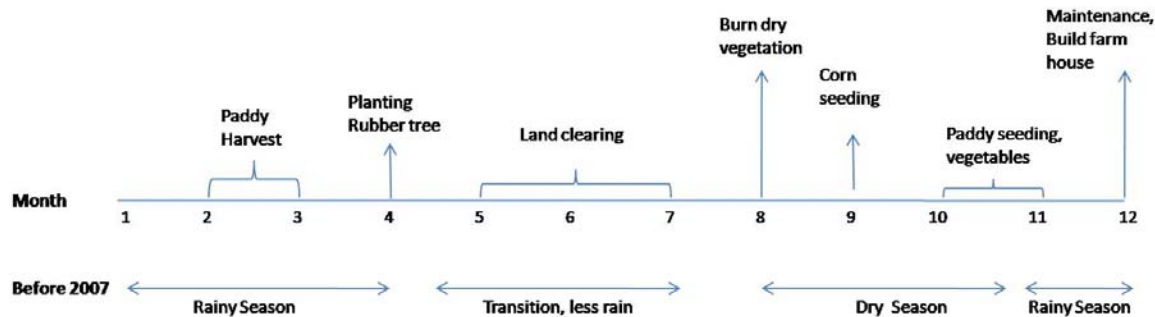 Maintenance,
Build farm
house
Burn dry
vegetation
Corn
seeding
Planting
Rubber tree
Paddy
Harvest
Land clearing
Paddy seeding,
vegetables
Month
1 2 3 4 5 6 7 8 9 10 11 12
Before 2007
Rainy Season Transition, less rain Dry Season Rainy Season